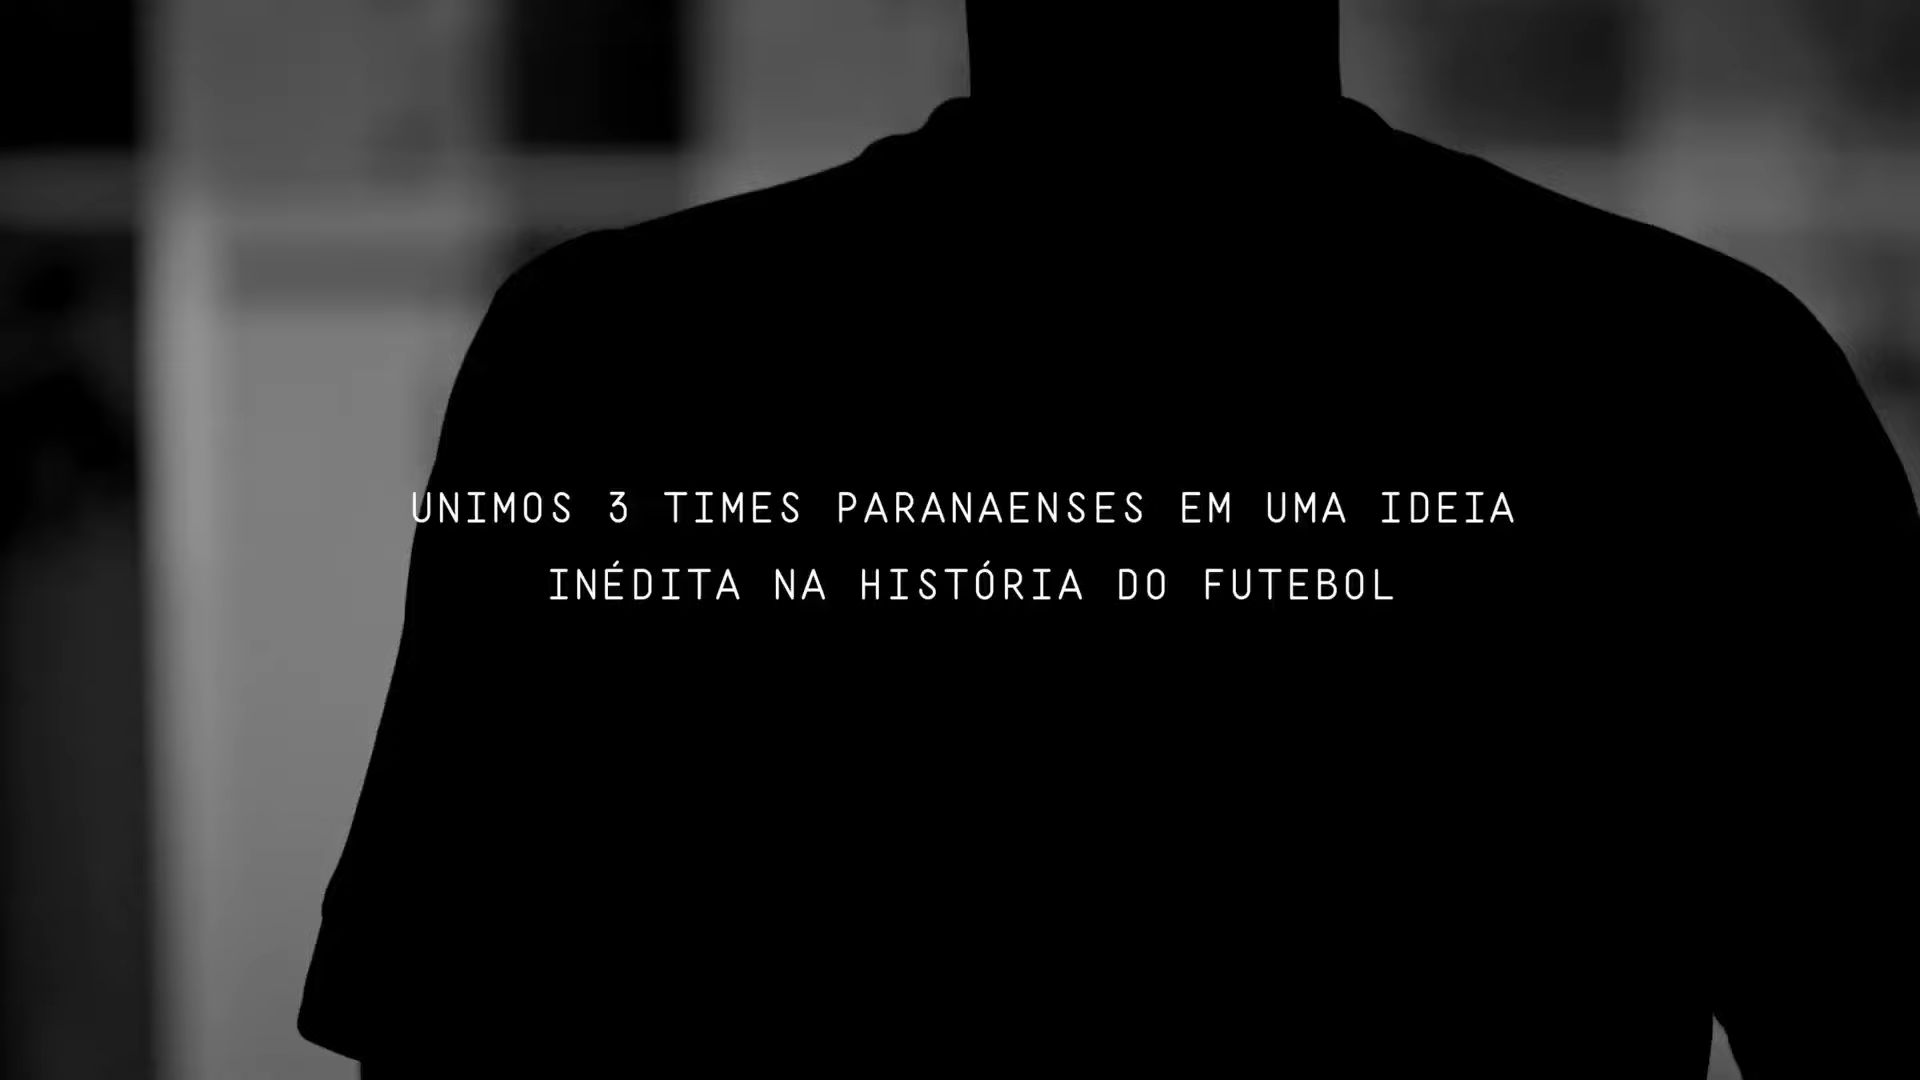 UNIMOS 3 TIMES PARANAENSES EM UMA IDEIA
INÉDITA NA HISTÓRIA DO FUTEBOL